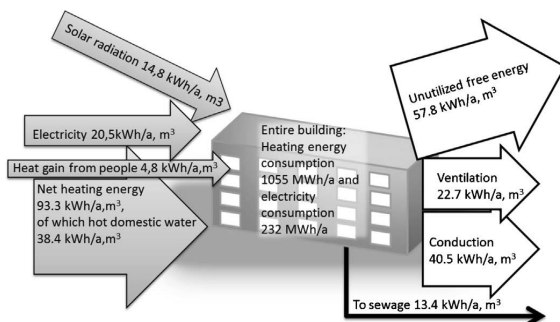 Solar radiation 14,8 kWh/a, m3
Electricity 20,5kWh/a, m³
Heat gain from people 4,8 kWh/a,m³
Net heating energy
93.3 kWh/a,m³,
of which hot domestic water
38.4 kWh/a,m³
Entire building:
Heating energy
consumption
1055 MWh/a and
electricity
consumption
232 MWh/a
Unutilized free energy
57.8 kWh/a, m³
Ventilation
22.7 kWh/a, m³
Conduction
40.5 kWh/a, m³
To sewage 13.4 kWh/a, m³